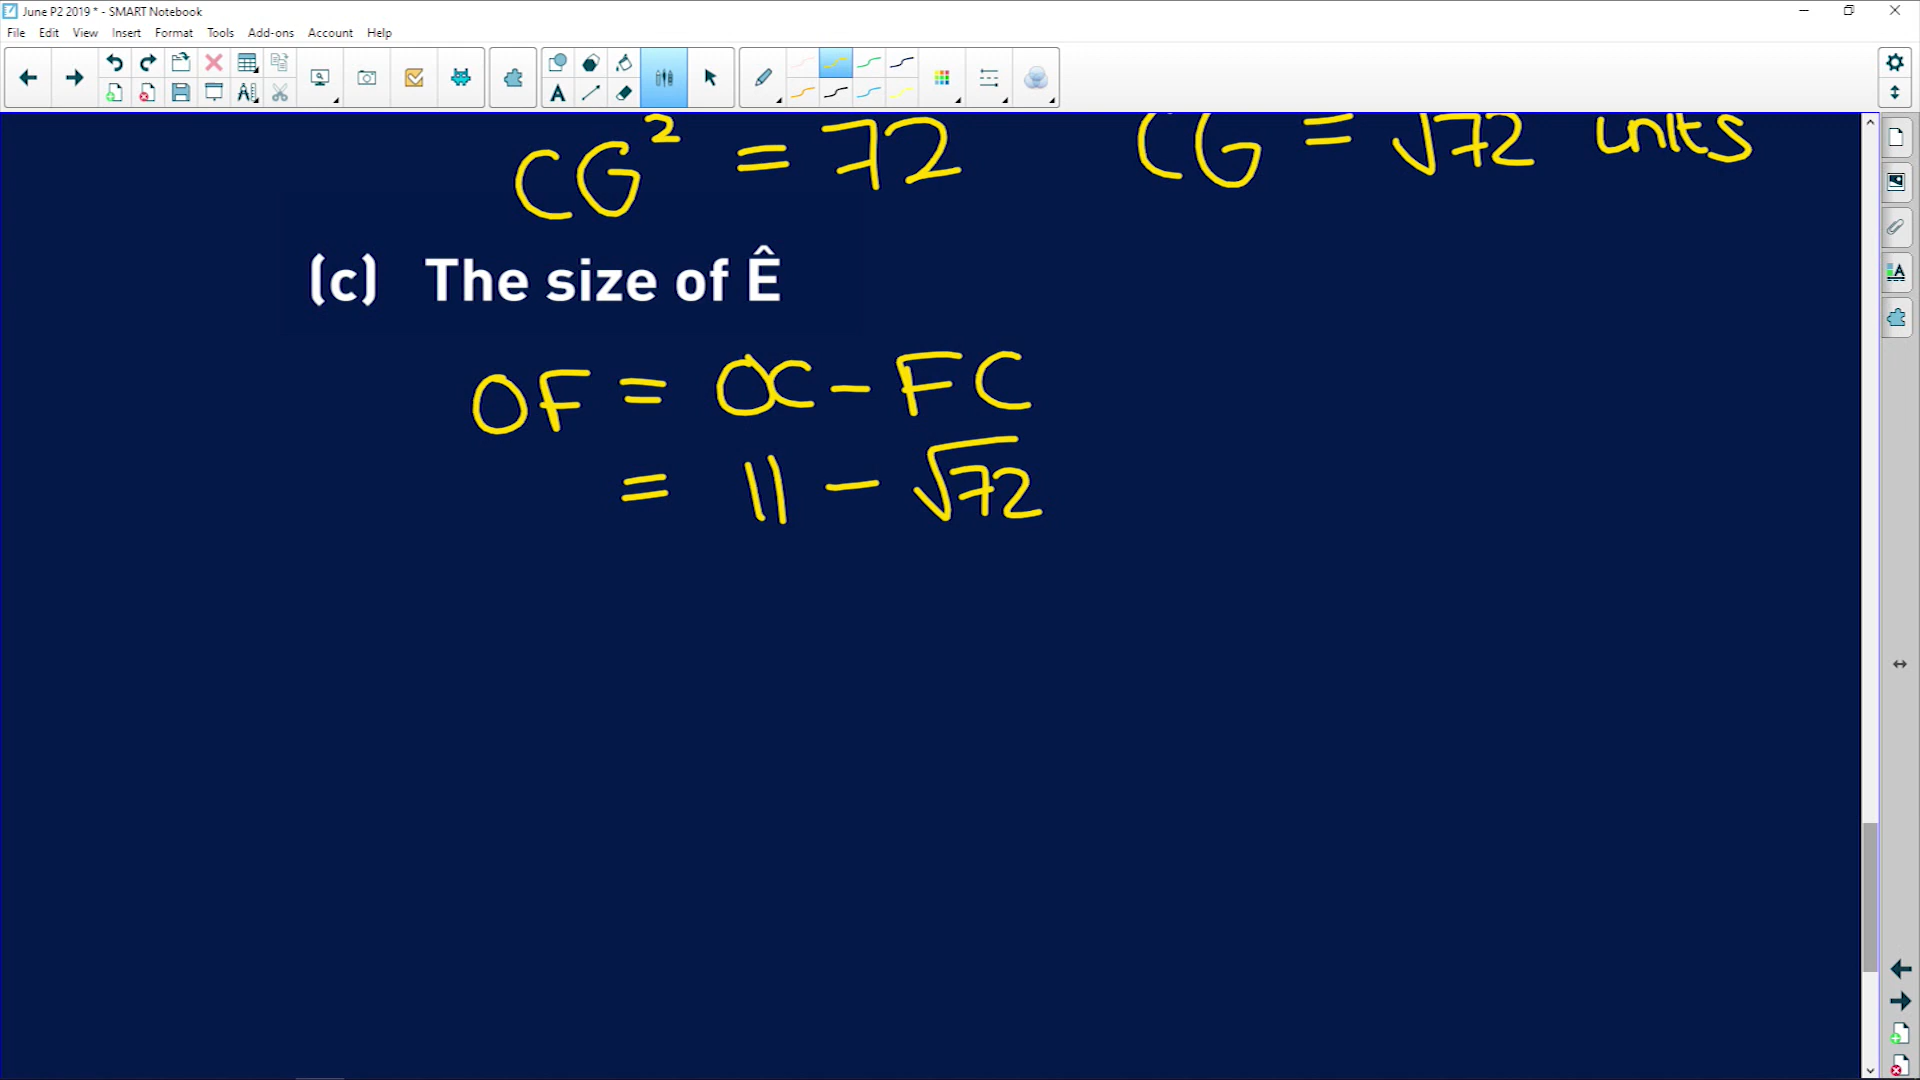 June P2 2019 * - SMART Notebook
File Edit View Insert Format Tools Add-ons Account Help
CG² = 72 CG = √72 units
(c) The size of Ê
OF = OC - FC
= 11 - √72